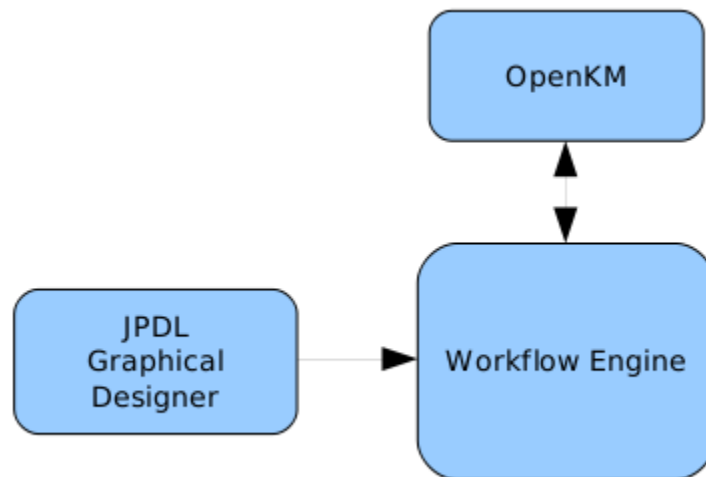 OpenKM
JPDL
Graphical
Designer
Workflow Engine